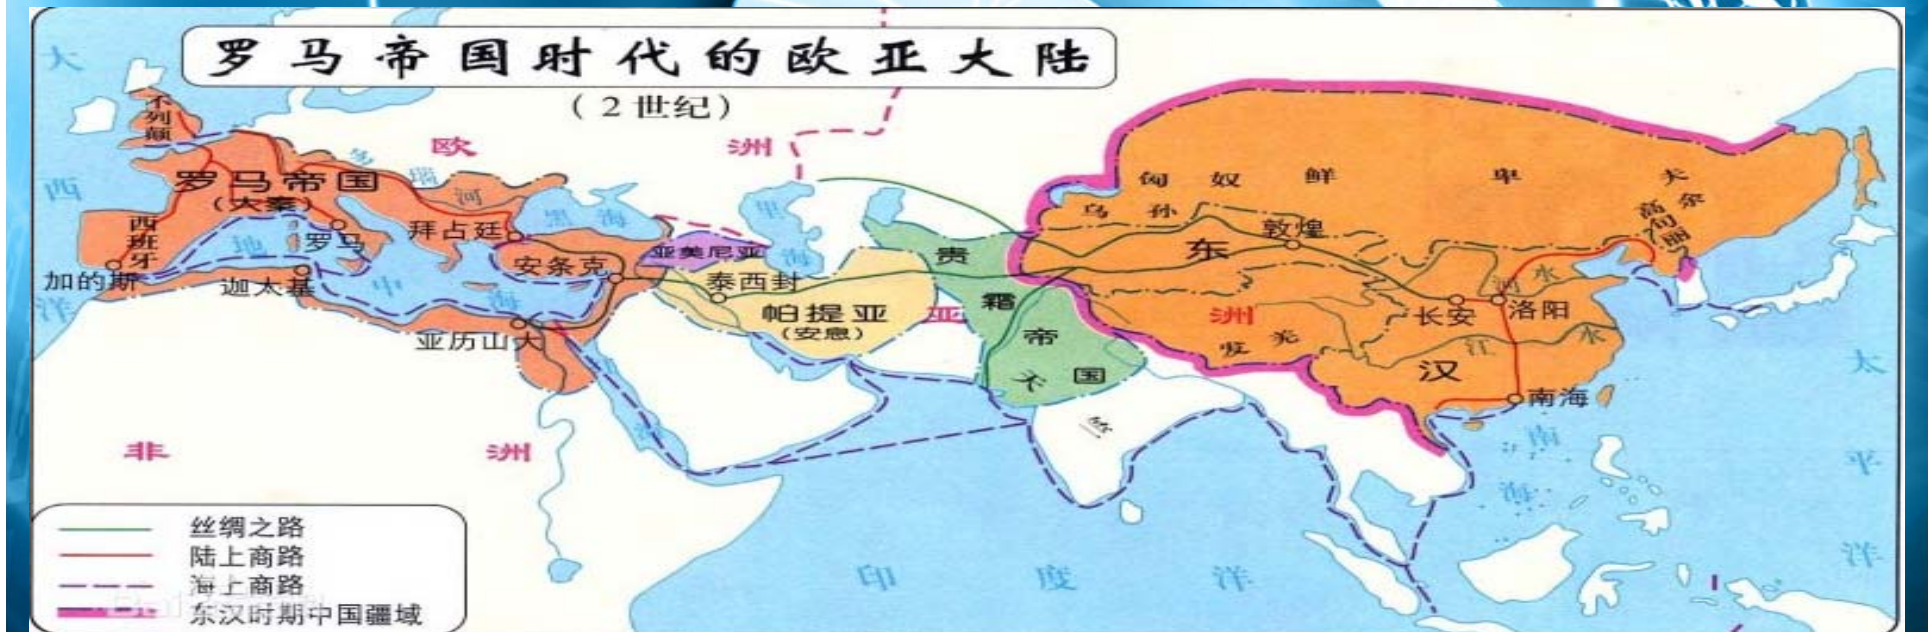 罗马帝国时代的欧亚大陆
（2世纪）
欧洲
亚洲
非洲
大西洋
太平洋
印度洋
不列颠
罗马帝国
（大秦）
多瑙河
西班牙
加的斯
罗马
迦太基
地中海
拜占廷
黑海
里海
安条克
亚历山大
亚美尼亚
泰西封
帕提亚
（安息）
贵霜帝国
天竺
匈奴
鲜卑
夫余
高句丽
乌孙
敦煌
东汉
发羌
长安
洛阳
河水
江水
南海
南海
丝绸之路
陆上商路
海上商路
东汉时期中国疆域